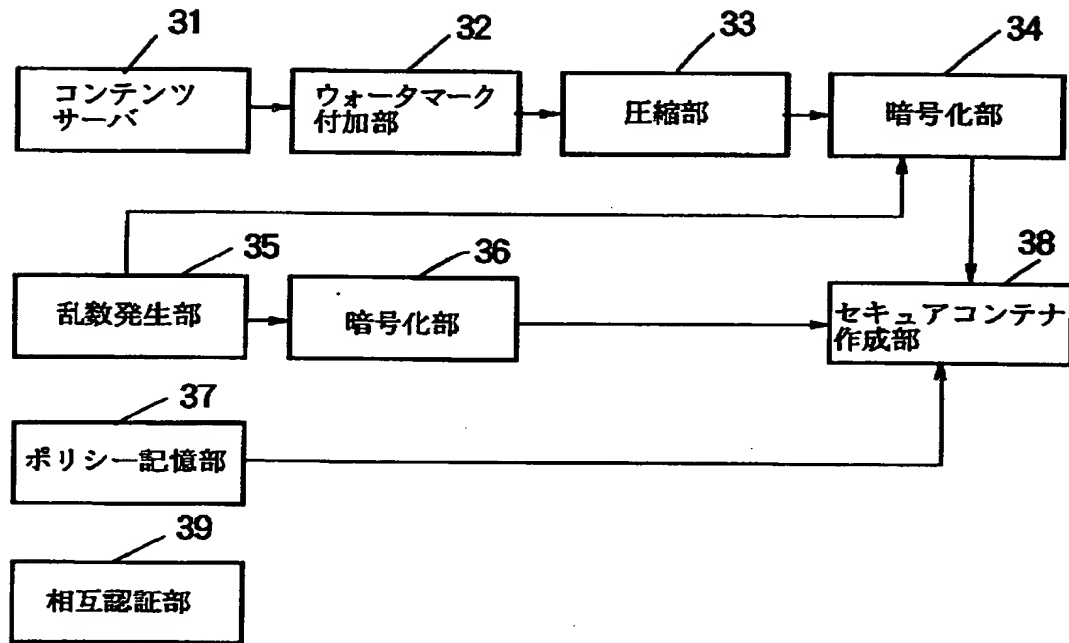 31
32
33
34
コンテンツ
サーバ
ウォータマーク
付加部
圧縮部
暗号化部
35
36
38
乱数発生部
暗号化部
セキュアコンテナ
作成部
37
ポリシー記憶部
39
相互認証部